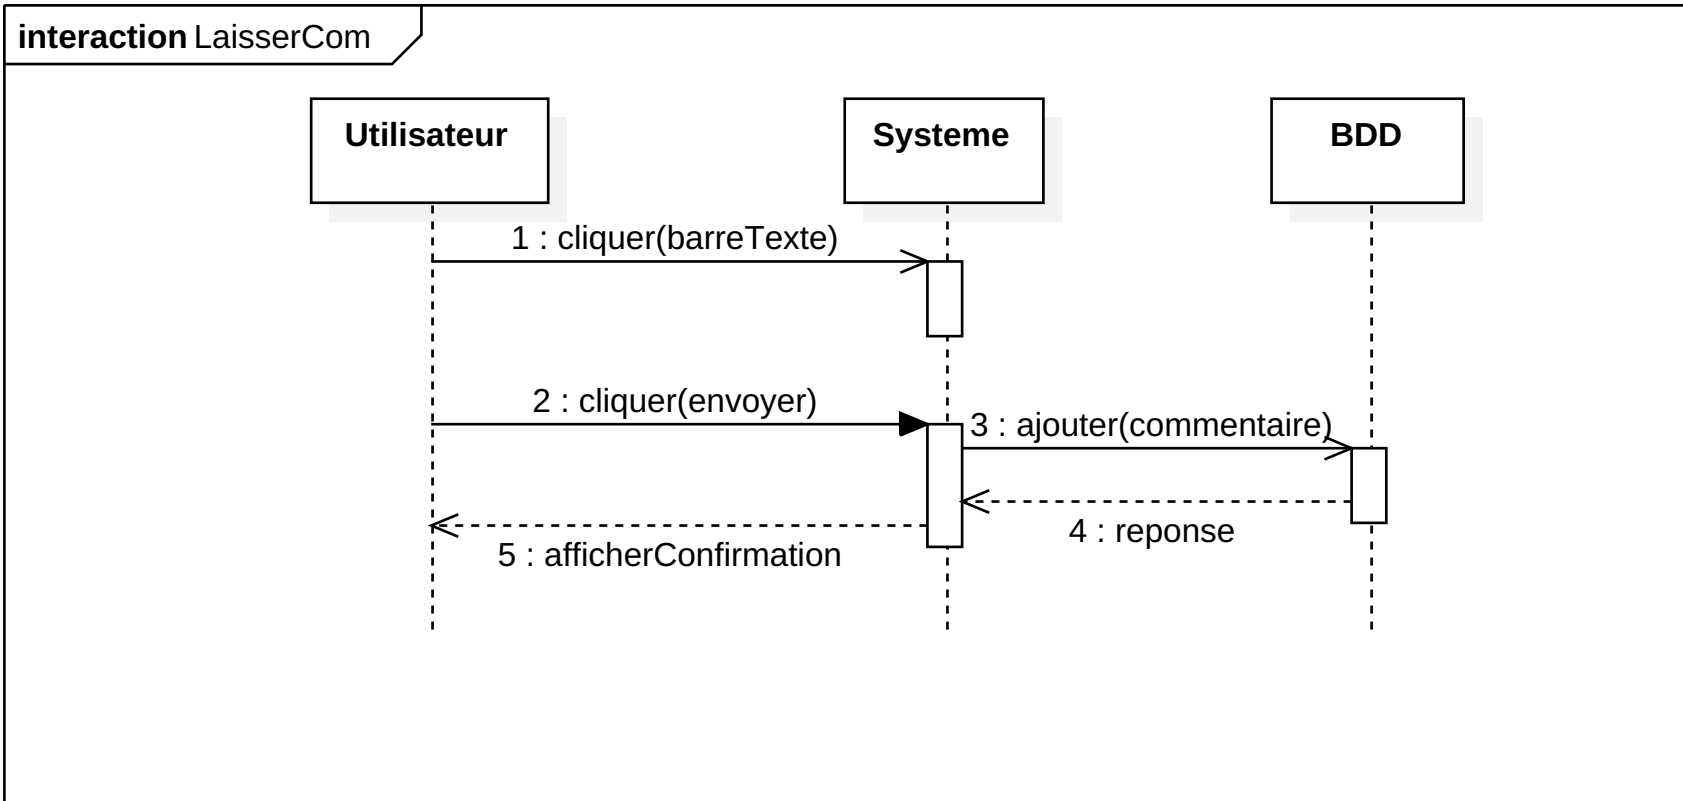 interaction LaisserCom
Utilisateur
Systeme
BDD
1 : cliquer(barreTexte)
2 : cliquer(envoyer)
3 : ajouter(commentaire)
4 : reponse
5 : afficherConfirmation